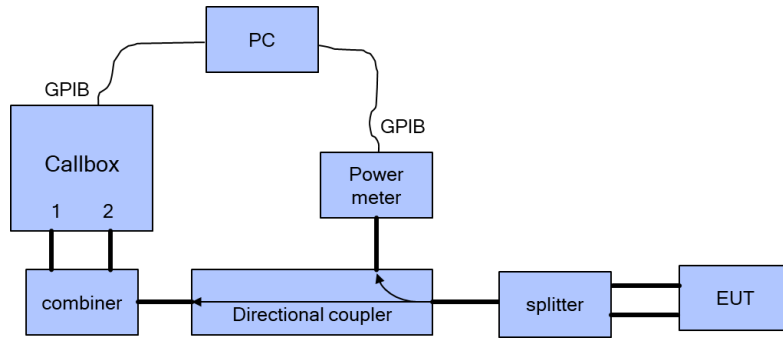 PC
GPIB
GPIB
Callbox
1 2
Power
meter
combiner
Directional coupler
splitter
EUT